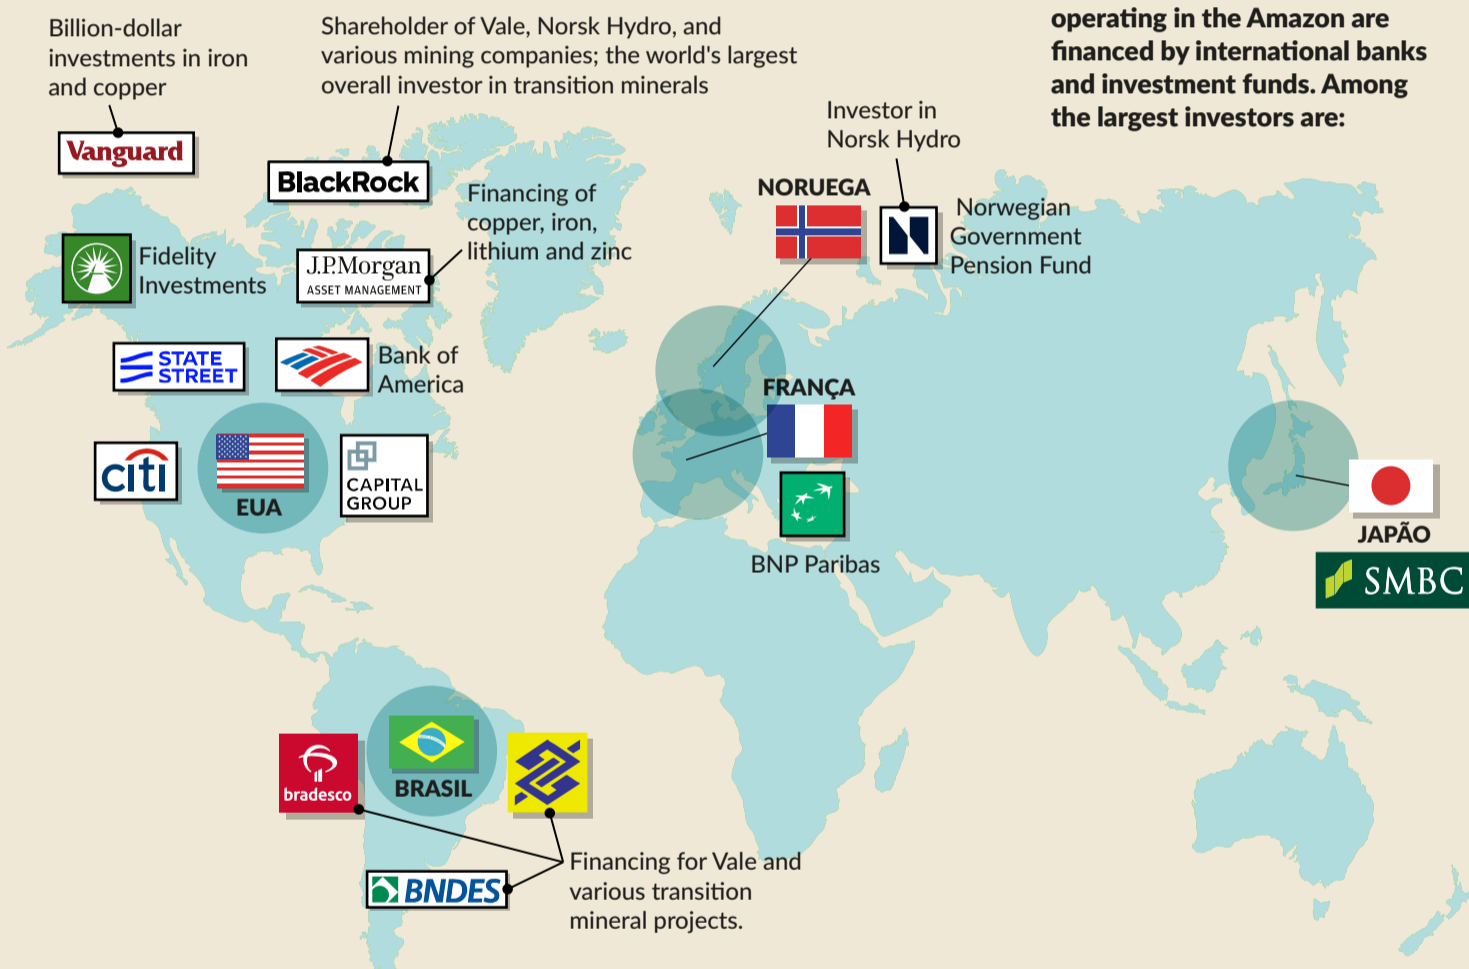 operating in the Amazon are
financed by international banks
and investment funds. Among
the largest investors are:
Billion-dollar
investments in iron
and copper
Vanguard
Shareholder of Vale, Norsk Hydro, and
various mining companies; the world's largest
overall investor in transition minerals
BlackRock
Fidelity
Investments
J.P.Morgan
ASSET MANAGEMENT
Financing of
copper, iron,
lithium and zinc
STATE
STREET
Bank of
America
citi
EUA
CAPITAL
GROUP
Investor in
Norsk Hydro
NORUEGA
Norwegian
Government
Pension Fund
FRANÇA
BNP Paribas
JAPÃO
SMBC
bradesco
BRASIL
BNDES
Financing for Vale and
various transition
mineral projects.